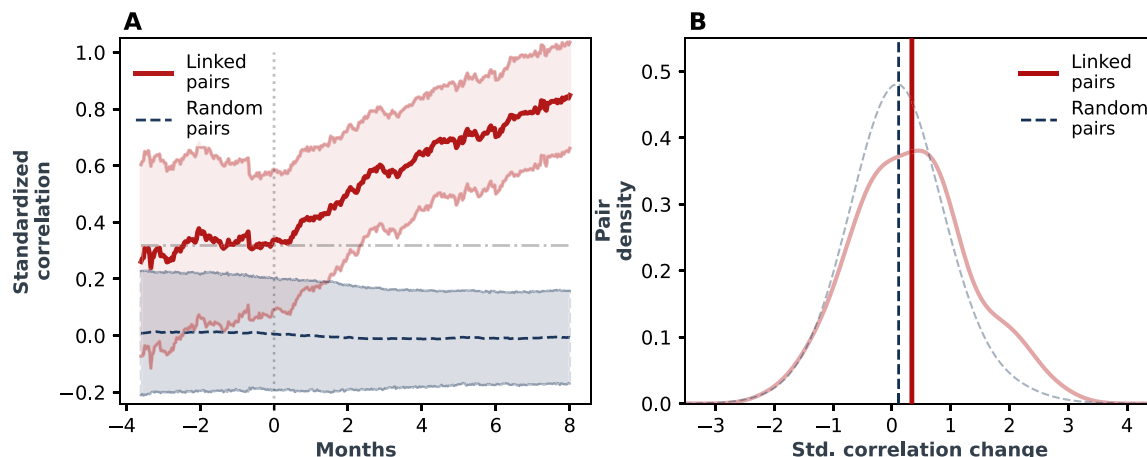 A
Linked
pairs
Random
pairs
1.0
0.8
0.6
0.4
0.2
0.0
−0.2
Standardized
correlation
−4
−2
0
2
4
6
8
Months
B
Linked
pairs
Random
pairs
0.5
0.4
0.3
0.2
0.1
0.0
Pair
density
−3
−2
−1
0
1
2
3
4
Std. correlation change